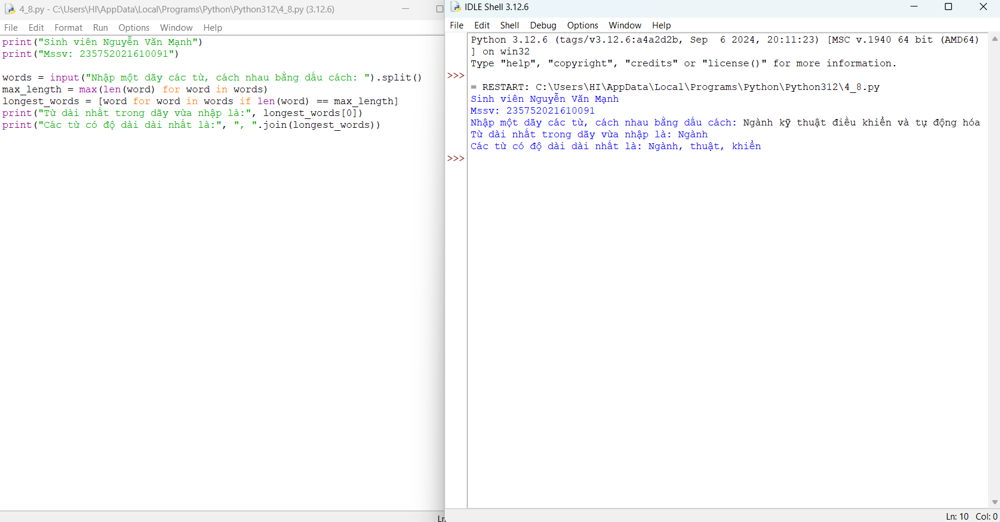 4_8.py - C:\Users\HI\AppData\Local\Programs\Python\Python312\4_8.py (3.12.6)
File Edit Format Run Options Window Help
print("Sinh viên Nguyễn Văn Mạnh")
print("Mssv: 235752021610091")
words = input("Nhập một dãy các từ, cách nhau bằng dấu cách: ").split()
max_length = max(len(word) for word in words)
longest_words = [word for word in words if len(word) == max_length]
print("Từ dài nhất trong dãy vừa nhập là:", longest_words[0])
print("Các từ có độ dài dài nhất là:", ", ".join(longest_words))
IDLE Shell 3.12.6
File Edit Shell Debug Options Window Help
Python 3.12.6 (tags/v3.12.6:a4a2d2b, Sep  6 2024, 20:11:23) [MSC v.1940 64 bit (AMD64)
] on win32
Type "help", "copyright", "credits" or "license()" for more information.
>>>
= RESTART: C:\Users\HI\AppData\Local\Programs\Python\Python312\4_8.py
Sinh viên Nguyễn Văn Mạnh
Mssv: 235752021610091
Nhập một dãy các từ, cách nhau bằng dấu cách: Ngành kỹ thuật điều khiển và tự động hóa
Từ dài nhất trong dãy vừa nhập là: Ngành
Các từ có độ dài dài nhất là: Ngành, thuật, khiển
>>>
Ln: 10 Col: 0